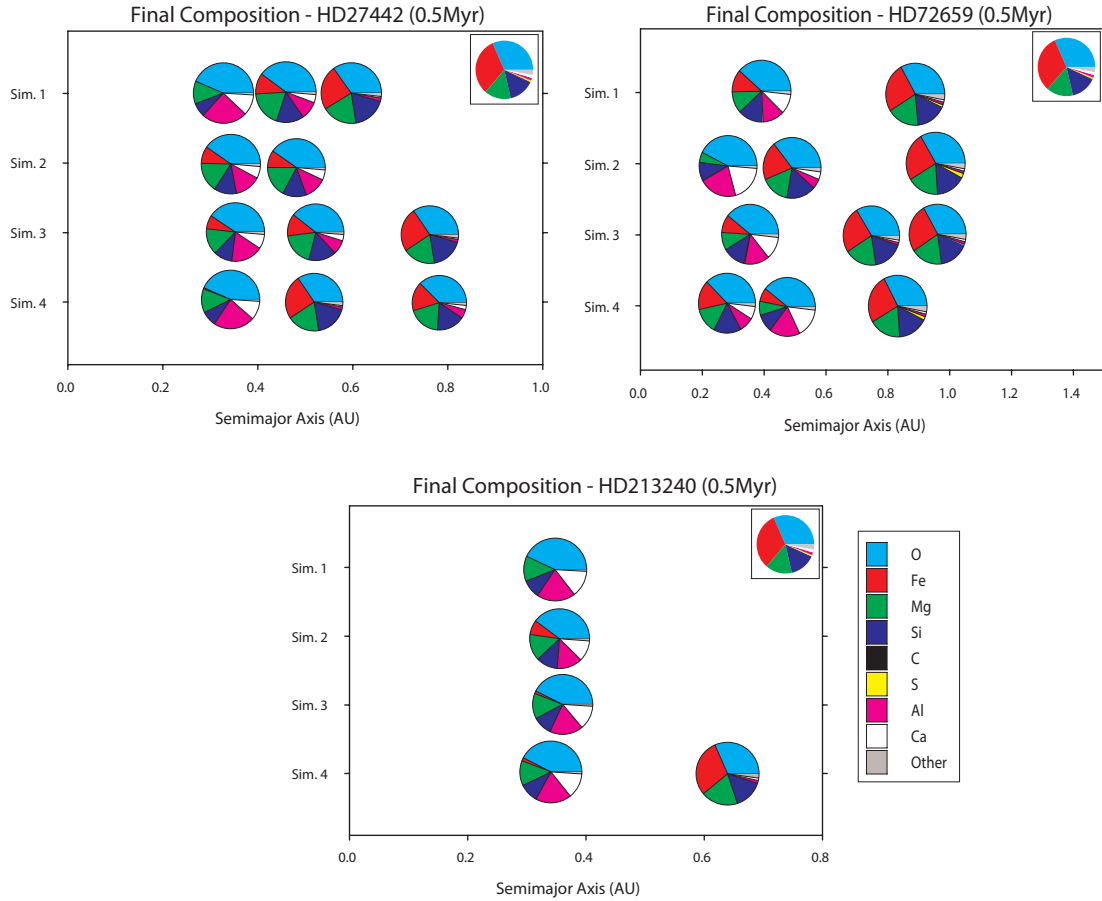 Final Composition - HD27442 (0.5Myr)
Sim. 1
Sim. 2
Sim. 3
Sim. 4
0.0 0.2 0.4 0.6 0.8 1.0
Semimajor Axis (AU)
Final Composition - HD72659 (0.5Myr)
Sim. 1
Sim. 2
Sim. 3
Sim. 4
0.0 0.2 0.4 0.6 0.8 1.0 1.2 1.4
Semimajor Axis (AU)
Final Composition - HD213240 (0.5Myr)
Sim. 1
Sim. 2
Sim. 3
Sim. 4
0.0 0.2 0.4 0.6 0.8
Semimajor Axis (AU)
O
Fe
Mg
Si
C
S
Al
Ca
Other